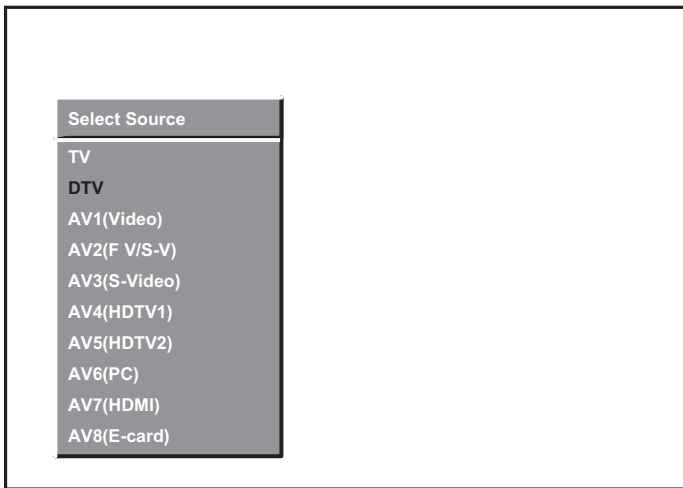 Select Source
TV
DTV
AV1(Video)
AV2(F V/S-V)
AV3(S-Video)
AV4(HDTV1)
AV5(HDTV2)
AV6(PC)
AV7(HDMI)
AV8(E-card)